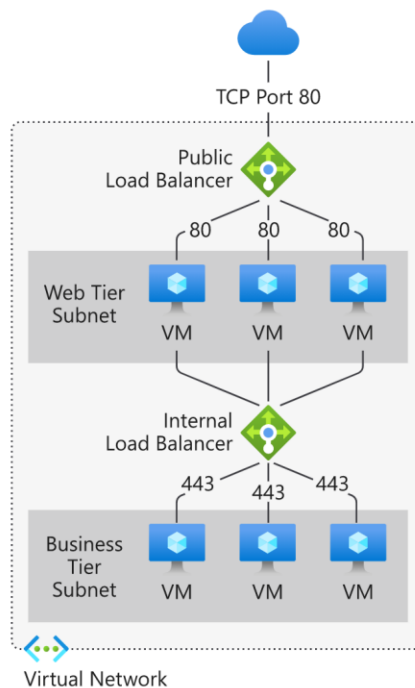 TCP Port 80
Public
Load Balancer
80 80 80
Web Tier
Subnet
VM VM VM
Internal
Load Balancer
443 443 443
Business
Tier
Subnet
VM VM VM
Virtual Network